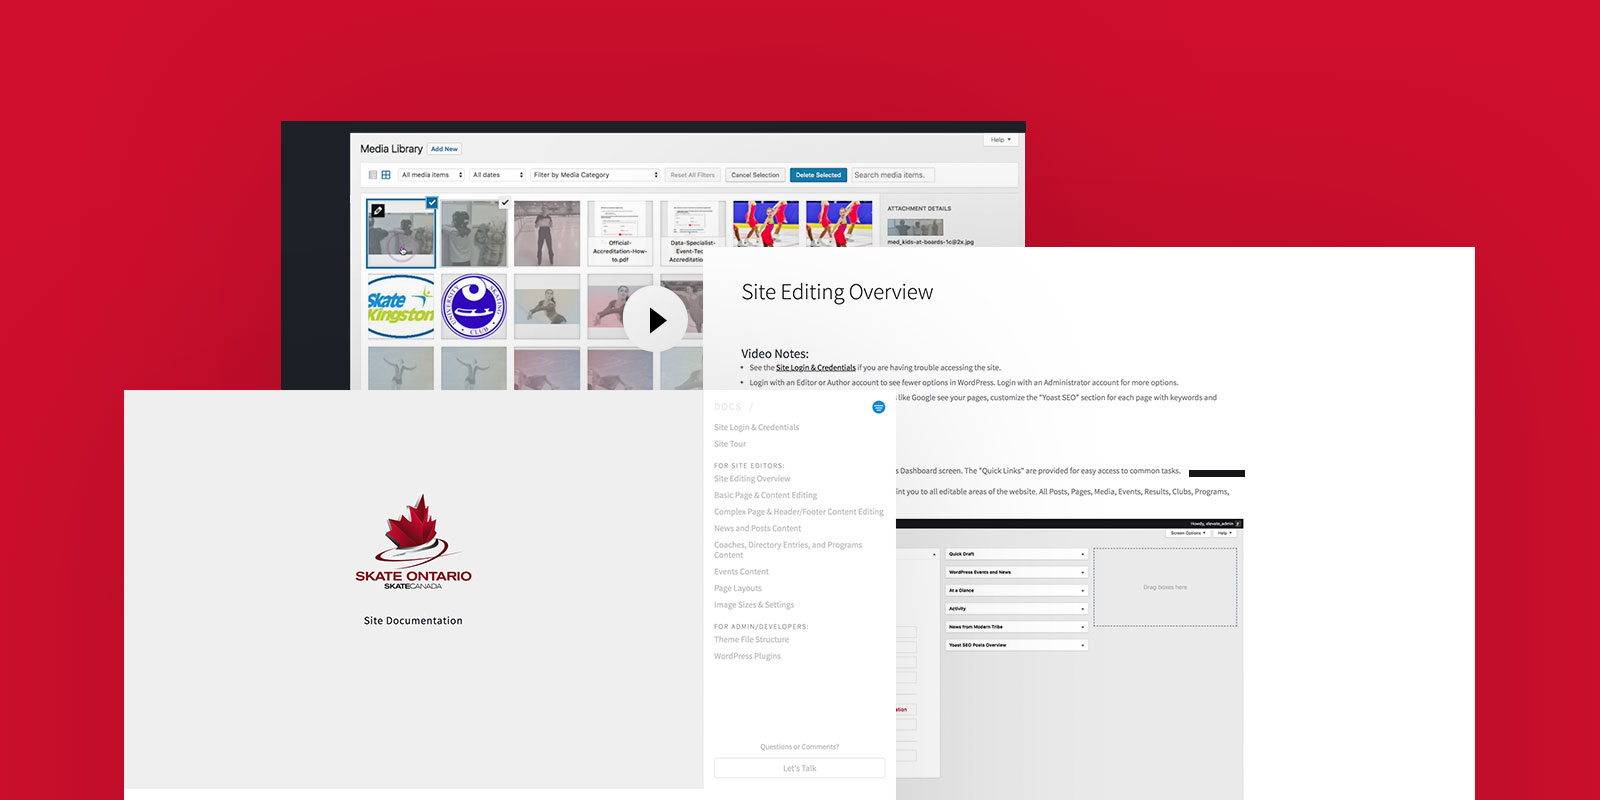 Help
Media Library Add New
All media items All dates Filter by Media Category Reset All Filters Cancel Selection Delete Selected Search media items.
ATTACHMENT DETAILS
med_kids-at-boards-1c@2x.jpg
Official-
Accreditation-How-
to.pdf
Data-Specialist-
Event-Tec
Accreditatio
Skate
Kingston
UNIVERSITY SKATING CLUB
Site Editing Overview
Video Notes:
See the Site Login & Credentials if you are having trouble accessing the site.
Login with an Editor or Author account to see fewer options in WordPress. Login with an Administrator account for more options.
like Google see your pages, customize the "Yoast SEO" section for each page with keywords and
s Dashboard screen. The "Quick Links" are provided for easy access to common tasks.
int you to all editable areas of the website. All Posts, Pages, Media, Events, Results, Clubs, Programs,
Howdy, elevate_admin
Screen Options Help
Quick Draft
WordPress Events and News
At a Glance
Activity
News from Modern Tribe
Yoast SEO Posts Overview
Drag boxes here
ation
SKATE ONTARIO
SKATECANADA
Site Documentation
DOCS /
Site Login & Credentials
Site Tour
FOR SITE EDITORS:
Site Editing Overview
Basic Page & Content Editing
Complex Page & Header/Footer Content Editing
News and Posts Content
Coaches, Directory Entries, and Programs
Content
Events Content
Page Layouts
Image Sizes & Settings
FOR ADMIN/DEVELOPERS:
Theme File Structure
WordPress Plugins
Questions or Comments?
Let's Talk